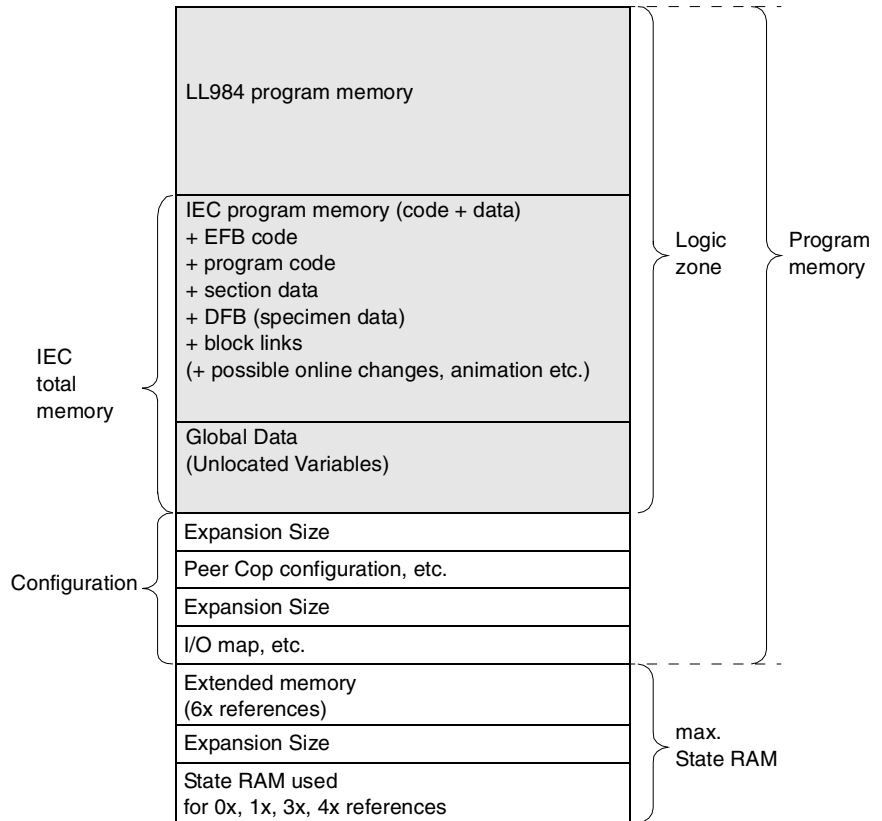 LL984 program memory
IEC program memory (code + data)
+ EFB code
+ program code
+ section data
+ DFB (specimen data)
+ block links
(+ possible online changes, animation etc.)
Global Data
(Unlocated Variables)
Expansion Size
Peer Cop configuration, etc.
Expansion Size
I/O map, etc.
Extended memory
(6x references)
Expansion Size
State RAM used
for 0x, 1x, 3x, 4x references
IEC
total
memory
Configuration
Logic
zone
Program
memory
max.
State RAM